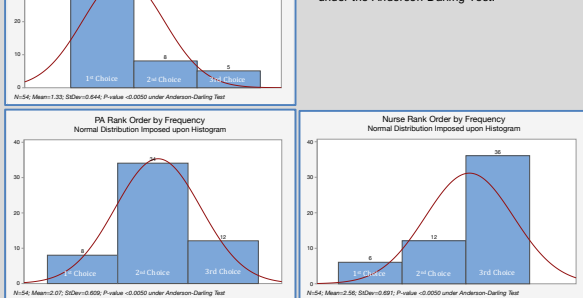 under the Anderson-Darling Test.
20
10
0
8
5
1st Choice
2nd Choice
3rd Choice
N=54; Mean=1.33; StDev=0.644; P-value <0.0050 under Anderson-Darling Test
PA Rank Order by Frequency
Normal Distribution Imposed upon Histogram
40
30
20
10
0
8
34
12
1st Choice
2nd Choice
3rd Choice
N=54; Mean=2.07; StDev=0.609; P-value <0.0050 under Anderson-Darling Test
Nurse Rank Order by Frequency
Normal Distribution Imposed upon Histogram
40
30
20
10
0
6
12
36
1st Choice
2nd Choice
3rd Choice
N=54; Mean=2.56; StDev=0.691; P-value <0.0050 under Anderson-Darling Test